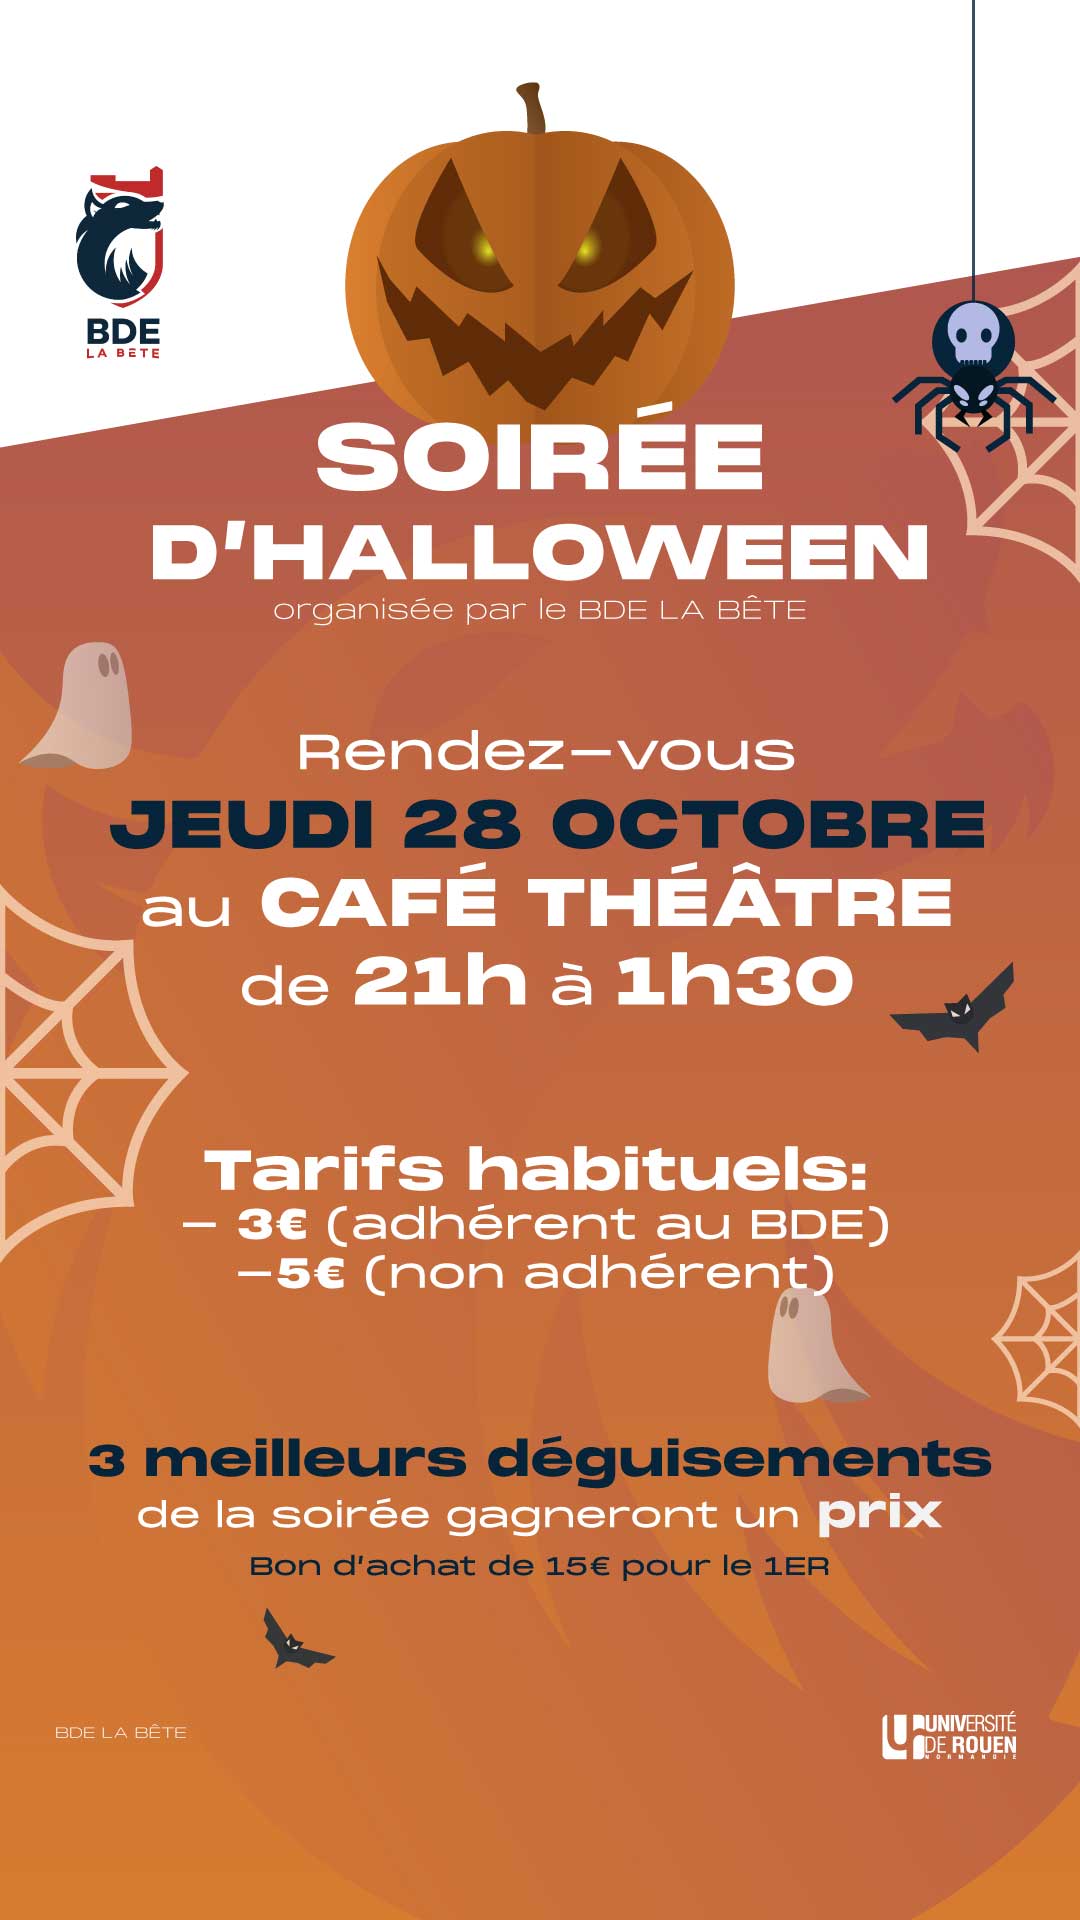 BDE
LA BÊTE
SOIRÉE
D'HALLOWEEN
organisée par le BDE LA BÊTE
Rendez-vous
JEUDI 28 OCTOBRE
au CAFÉ THÉÂTRE
de 21h à 1h30
Tarifs habituels:
- 3€ (adhérent au BDE)
-5€ (non adhérent)
3 meilleurs déguisements
de la soirée gagneront un prix
Bon d'achat de 15€ pour le 1ER
BDE LA BÊTE
UNIVERSITÉ
DE ROUEN
NORMANDIE